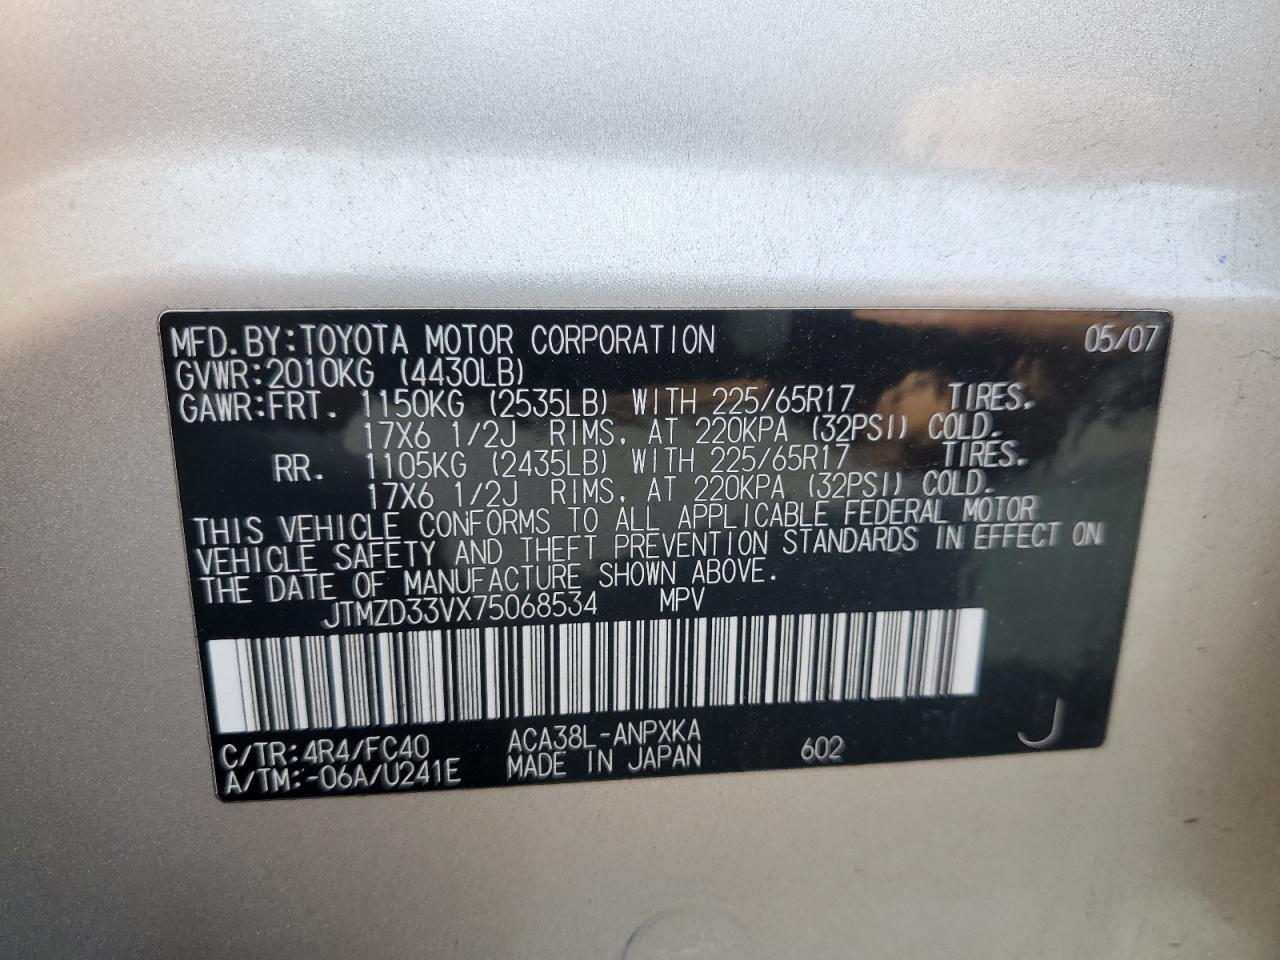 MFD. BY: TOYOTA MOTOR CORPORATION 05/07
GVWR: 2010KG (4430LB)
GAWR: FRT. 1150KG (2535LB) WITH 225/65R17 TIRES.
17X6 1/2J RIMS, AT 220KPA (32PSI) COLD.
RR. 1105KG (2435LB) WITH 225/65R17 TIRES.
17X6 1/2J RIMS, AT 220KPA (32PSI) COLD.
THIS VEHICLE CONFORMS TO ALL APPLICABLE FEDERAL MOTOR
VEHICLE SAFETY AND THEFT PREVENTION STANDARDS IN EFFECT ON
THE DATE OF MANUFACTURE SHOWN ABOVE.
JTMZD33VX75068534 MPV
C/TR: 4R4/FC40 ACA38L-ANPXKA 602 J
A/TM: -06A/U241E MADE IN JAPAN